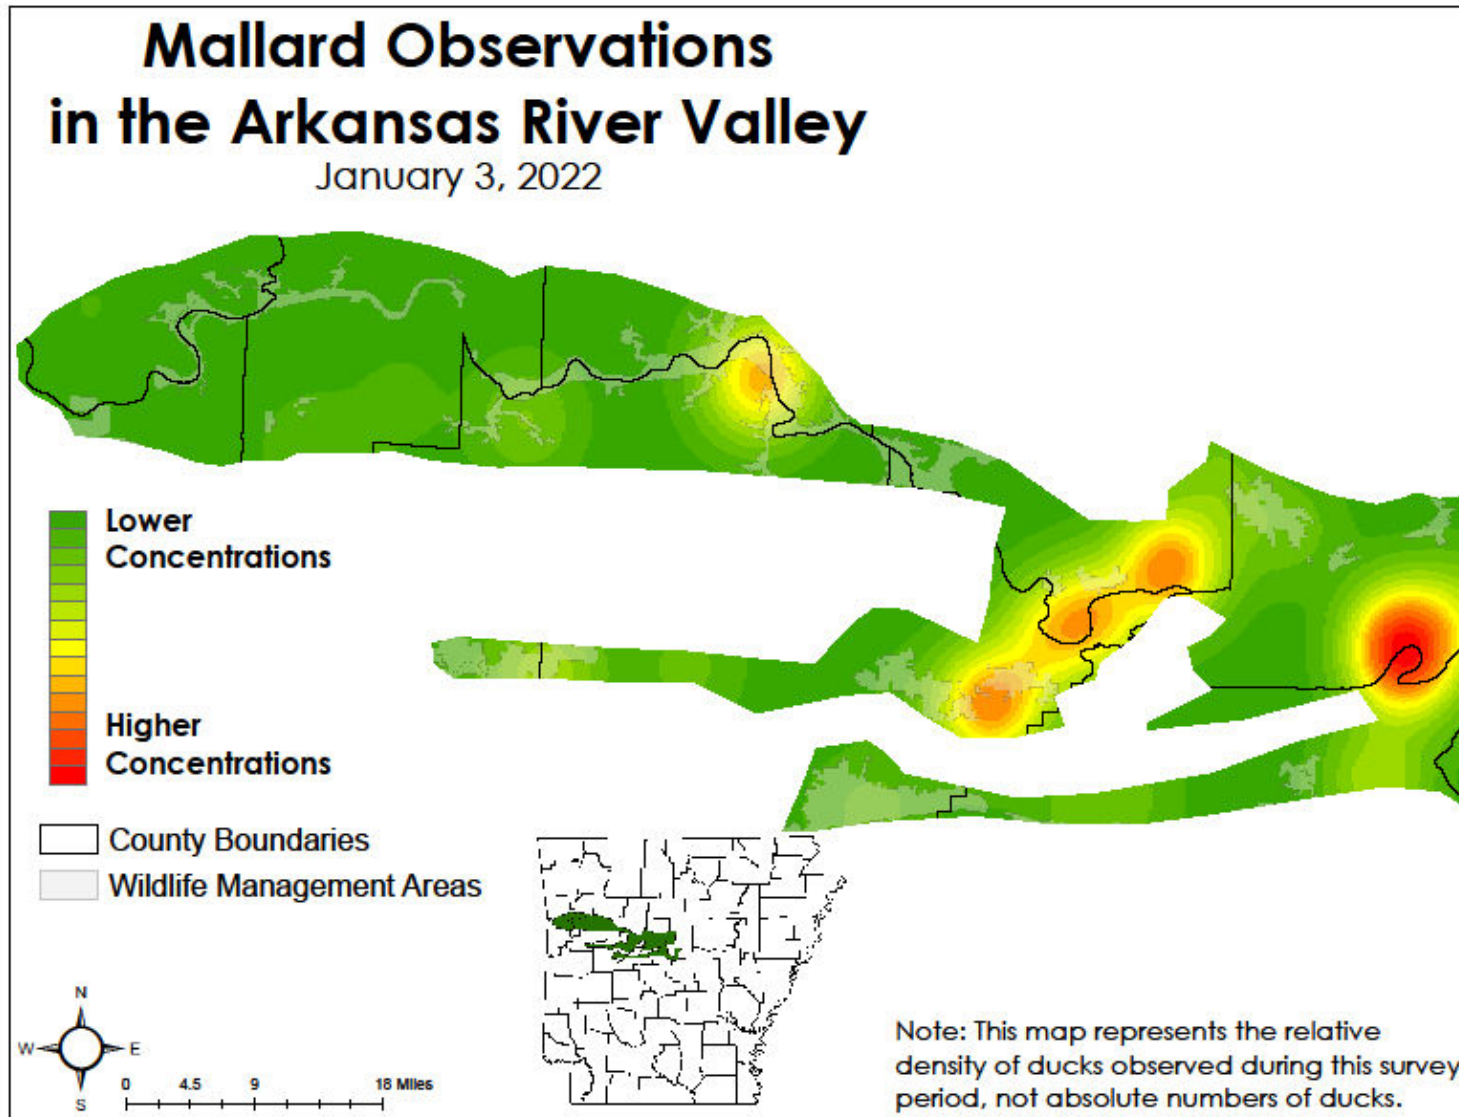 Mallard Observations
in the Arkansas River Valley
January 3, 2022
Lower
Concentrations
Higher
Concentrations
County Boundaries
Wildlife Management Areas
N
W
E
S
0 4.5 9 18 Miles
Note: This map represents the relative
density of ducks observed during this survey
period, not absolute numbers of ducks.